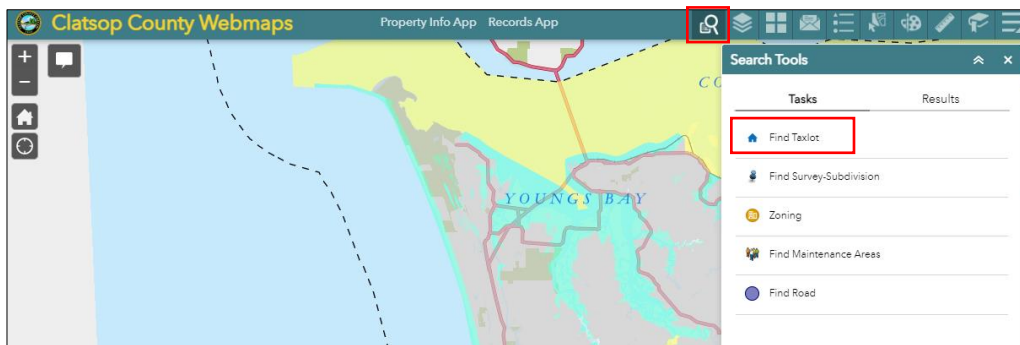 Clatsop County Webmaps Property Info App Records App
Search Tools
Tasks Results
Find Taxlot
Find Survey-Subdivision
Zoning
Find Maintenance Areas
Find Road
C O
YOUNGS BAY